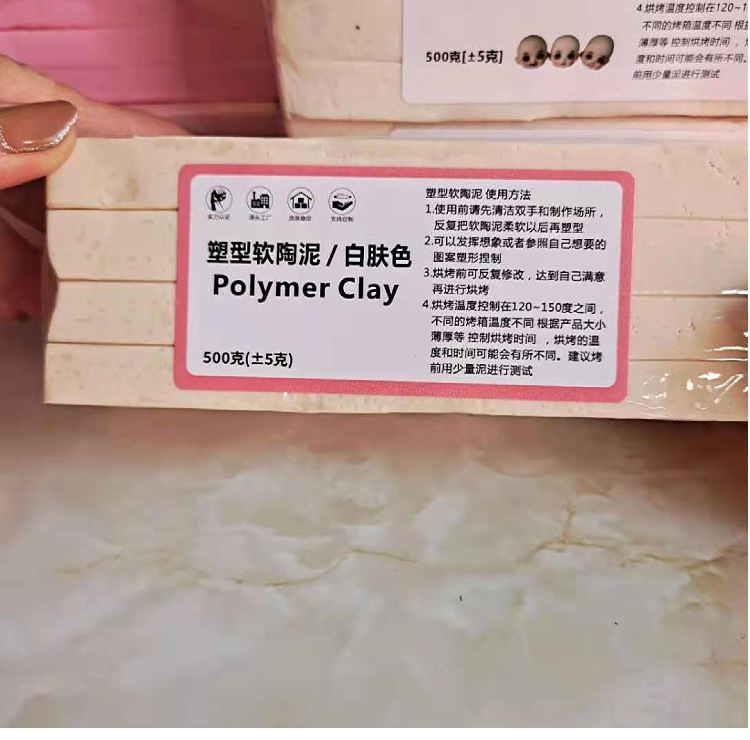 4.烘烤温度控制在120~1
不同的烤箱温度不同 根
薄厚等 控制烘烤时间 ，
度和时间可能会有所不同。
前用少量泥进行测试
500克[±5克]
实力认证
源头工厂
货源稳定
支持定制
塑型软陶泥 / 白肤色
Polymer Clay
500克(±5克)
塑型软陶泥 使用方法
1.使用前请先清洁双手和制作场所，
反复把软陶泥柔软以后再塑型
2.可以发挥想象或者参照自己想要的
图案塑形捏制
3.烘烤前可反复修改，达到自己满意
再进行烘烤
4.烘烤温度控制在120~150度之间，
不同的烤箱温度不同 根据产品大小
薄厚等 控制烘烤时间 ，烘烤的温
度和时间可能会有所不同。建议烤
前用少量泥进行测试